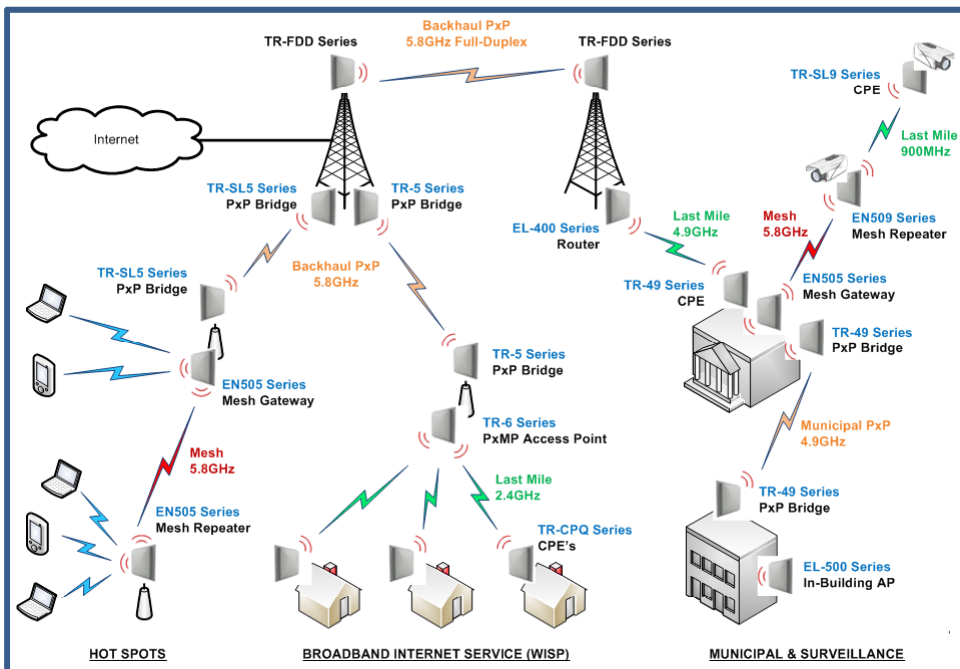 Backhaul PxP
5.8GHz Full-Duplex
TR-FDD Series
TR-FDD Series
Internet
TR-SL9 Series
CPE
Last Mile
900MHz
TR-SL5 Series
PxP Bridge
TR-5 Series
PxP Bridge
EL-400 Series
Router
Last Mile
4.9GHz
Mesh
5.8GHz
EN509 Series
Mesh Repeater
TR-SL5 Series
PxP Bridge
Backhaul PxP
5.8GHz
TR-49 Series
CPE
EN505 Series
Mesh Gateway
TR-49 Series
PxP Bridge
TR-5 Series
PxP Bridge
EN505 Series
Mesh Gateway
TR-6 Series
PxMP Access Point
Municipal PxP
4.9GHz
Mesh
5.8GHz
Last Mile
2.4GHz
TR-49 Series
PxP Bridge
EN505 Series
Mesh Repeater
TR-CPQ Series
CPE's
EL-500 Series
In-Building AP
HOT SPOTS
BROADBAND INTERNET SERVICE (WISP)
MUNICIPAL & SURVEILLANCE